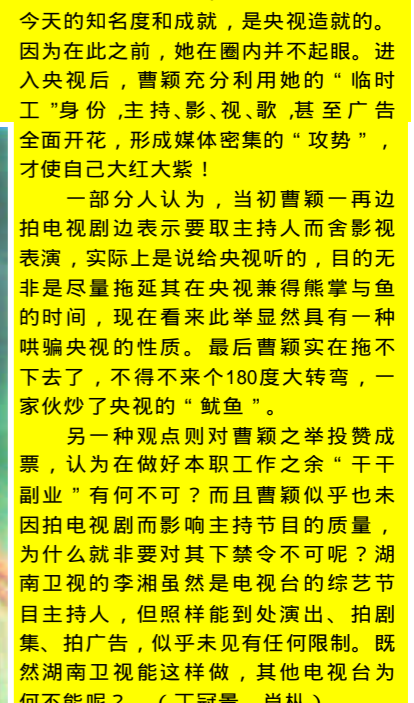 今天的知名度和成就，是央视造就的。
因为在此之前，她在圈内并不起眼。进
入央视后，曹颖充分利用她的“临时
工”身份,主持、影、视、歌,甚至广告
全面开花，形成媒体密集的“攻势”，
才使自己大红大紫！
一部分人认为，当初曹颖一再边
拍电视剧边表示要取主持人而舍影视
表演，实际上是说给央视听的，目的无
非是尽量拖延其在央视兼得熊掌与鱼
的时间，现在看来此举显然具有一种
哄骗央视的性质。最后曹颖实在拖不
下去了，不得不来个180度大转弯，一
家伙炒了央视的“鱿鱼”。
另一种观点则对曹颖之举投赞成
票，认为在做好本职工作之余“干干
副业”有何不可？而且曹颖似乎也未
因拍电视剧而影响主持节目的质量，
为什么就非要对其下禁令不可呢？湖
南卫视的李湘虽然是电视台的综艺节
目主持人，但照样能到处演出、拍剧
集、拍广告，似乎未见有任何限制。既
然湖南卫视能这样做，其他电视台为
何不能呢？（丁冠景 肖枞）